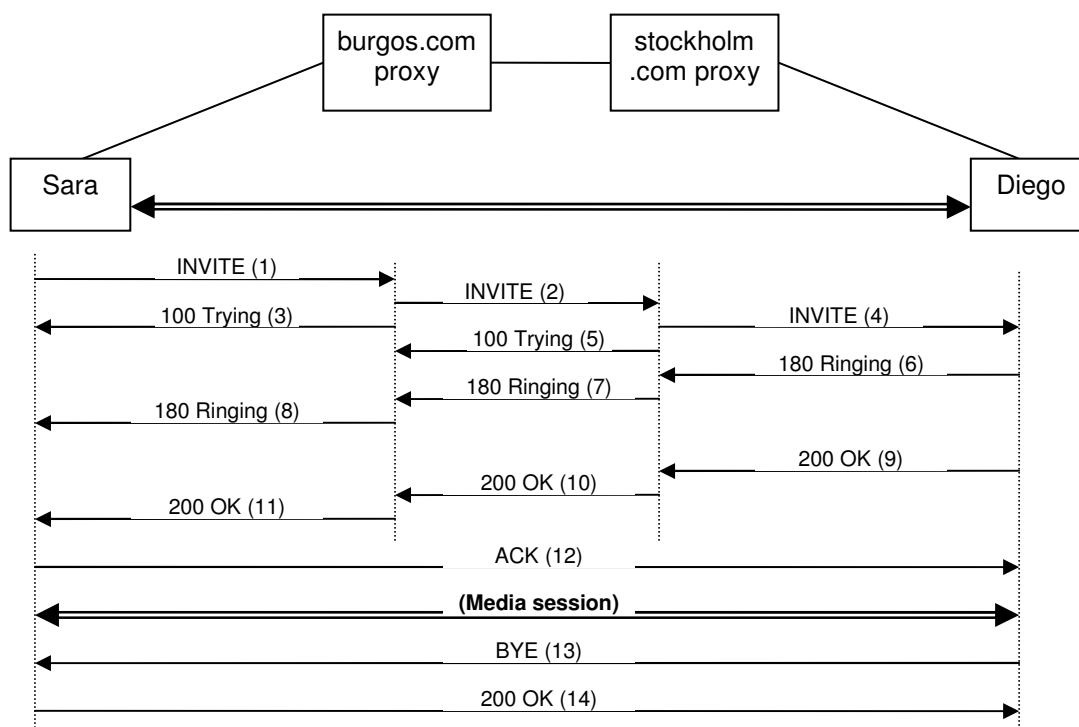 burgos.com
proxy
stockholm
.com proxy
Sara
Diego
INVITE (1)
INVITE (2)
100 Trying (3)
INVITE (4)
100 Trying (5)
180 Ringing (6)
180 Ringing (7)
180 Ringing (8)
200 OK (9)
200 OK (10)
200 OK (11)
ACK (12)
(Media session)
BYE (13)
200 OK (14)